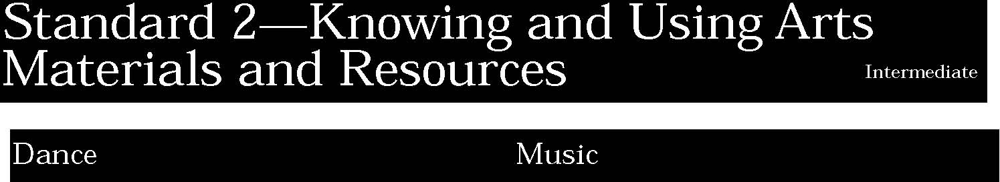 Standard 2—Knowing and Using Arts
Materials and Resources
Intermediate
Dance
Music